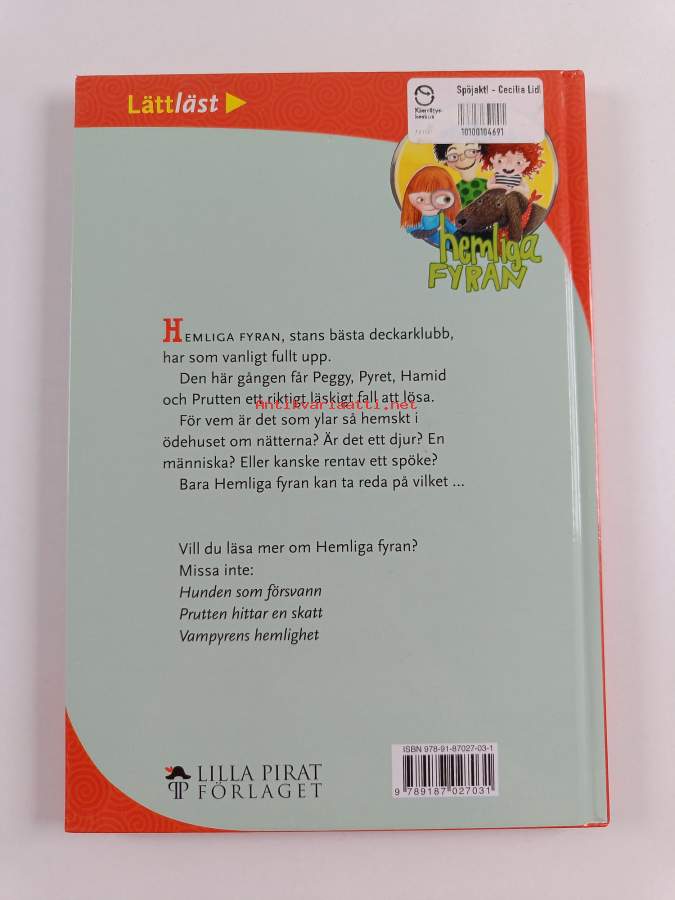 Lättläst
Spöjakt! - Cecilia Lid
Kierrätys-
keskus
10100104691
hemliga
FYRAN
HEMLIGA FYRAN, stans bästa deckarklubb,
har som vanligt fullt upp.
Den här gången får Peggy, Pyret, Hamid
och Prutten ett riktigt läskigt fall att lösa.
Antikvariaatti.net
För vem är det som ylar så hemskt i
ödehuset om nätterna? Är det ett djur? En
människa? Eller kanske rentav ett spöke?
Bara Hemliga fyran kan ta reda på vilket ...
Vill du läsa mer om Hemliga fyran?
Missa inte:
Hunden som försvann
Prutten hittar en skatt
Vampyrens hemlighet
LILLA PIRAT
FÖRLAGET
ISBN 978-91-87027-03-1
9 789187 027031